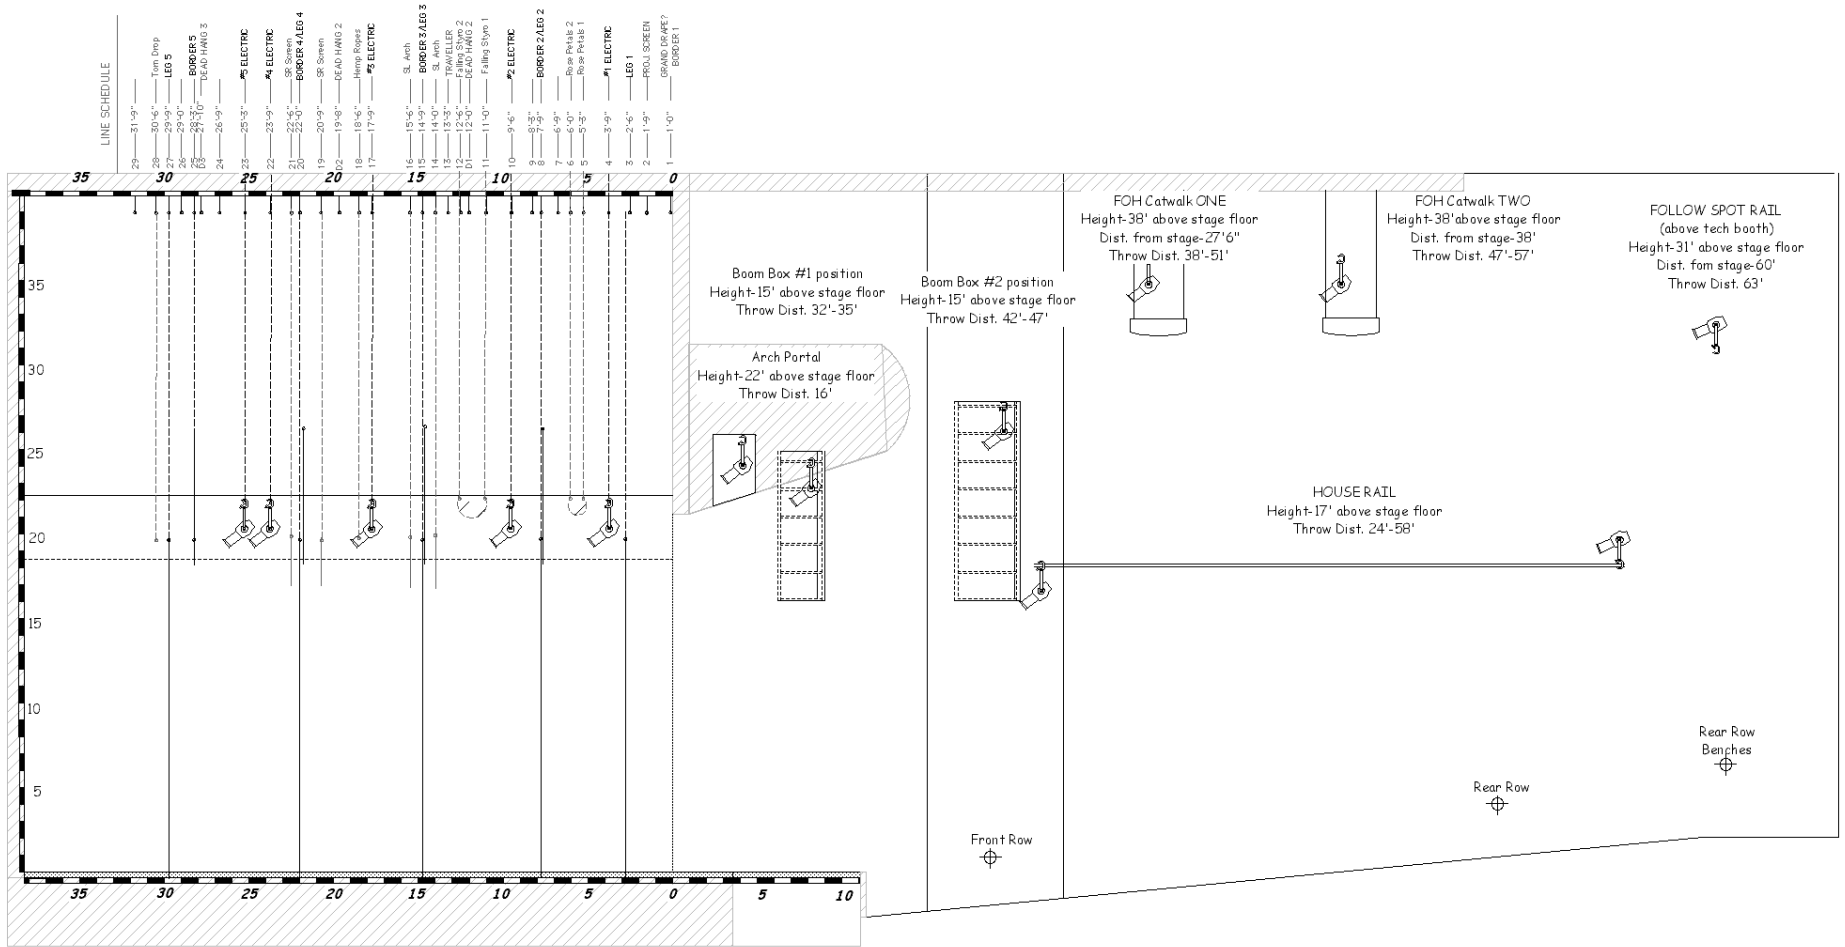 LINE SCHEDULE
29 31'-9"
28 30'-6" Torn Drop
27 29'-9" LEG 5
26 29'-0"
25 28'-3" BORDER 5
D3 27'-10" DEAD HANG 3
24 26'-9"
23 25'-3" #5 ELECTRIC
22 23'-9" #4 ELECTRIC
21 22'-6" SR Screen
20 22'-0" BORDER 4/LEG 4
19 20'-9" SR Screen
D2 19'-8" DEAD HANG 2
18 18'-6" Hemp Ropes
17 17'-9" #3 ELECTRIC
16 15'-6" SL Arch
15 14'-9" BORDER 3/LEG 3
14 14'-0" SL Arch
13 13'-3" TRAVELLER
12 12'-6" Falling Styro 2
D1 12'-0" DEAD HANG 2
11 11'-0" Falling Styro 1
10 9'-6" #2 ELECTRIC
9 8'-3"
8 7'-9" BORDER 2/LEG 2
7 6'-9"
6 6'-0" Rose Petals 2
5 5'-3" Rose Petals 1
4 3'-9" #1 ELECTRIC
3 2'-6" LEG 1
2 1'-9" PROJ SCREEN
1 1'-0" GRAND DRAPE?
BORDER 1
35 30 25 20 15 10 5 0
FOH Catwalk ONE
Height-38' above stage floor
Dist. from stage-27'6"
Throw Dist. 38'-51'
FOH Catwalk TWO
Height-38'above stage floor
Dist. from stage-38'
Throw Dist. 47'-57'
FOLLOW SPOT RAIL
(above tech booth)
Height-31' above stage floor
Dist. fom stage-60'
Throw Dist. 63'
Boom Box #1 position
Height-15' above stage floor
Throw Dist. 32'-35'
Boom Box #2 position
Height-15' above stage floor
Throw Dist. 42'-47'
Arch Portal
Height-22' above stage floor
Throw Dist. 16'
HOUSE RAIL
Height-17' above stage floor
Throw Dist. 24'-58'
35
30
25
20
15
10
5
Rear Row
Benches
Rear Row
Front Row
35 30 25 20 15 10 5 0 5 10